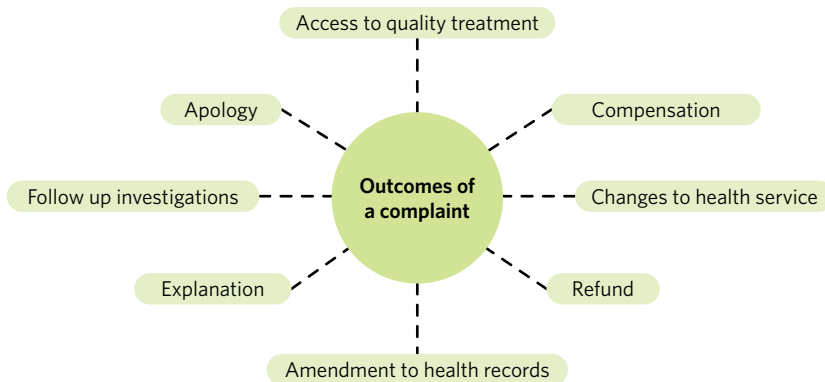 Access to quality treatment
Apology
Compensation
Follow up investigations
Outcomes of
a complaint
Changes to health service
Explanation
Refund
Amendment to health records